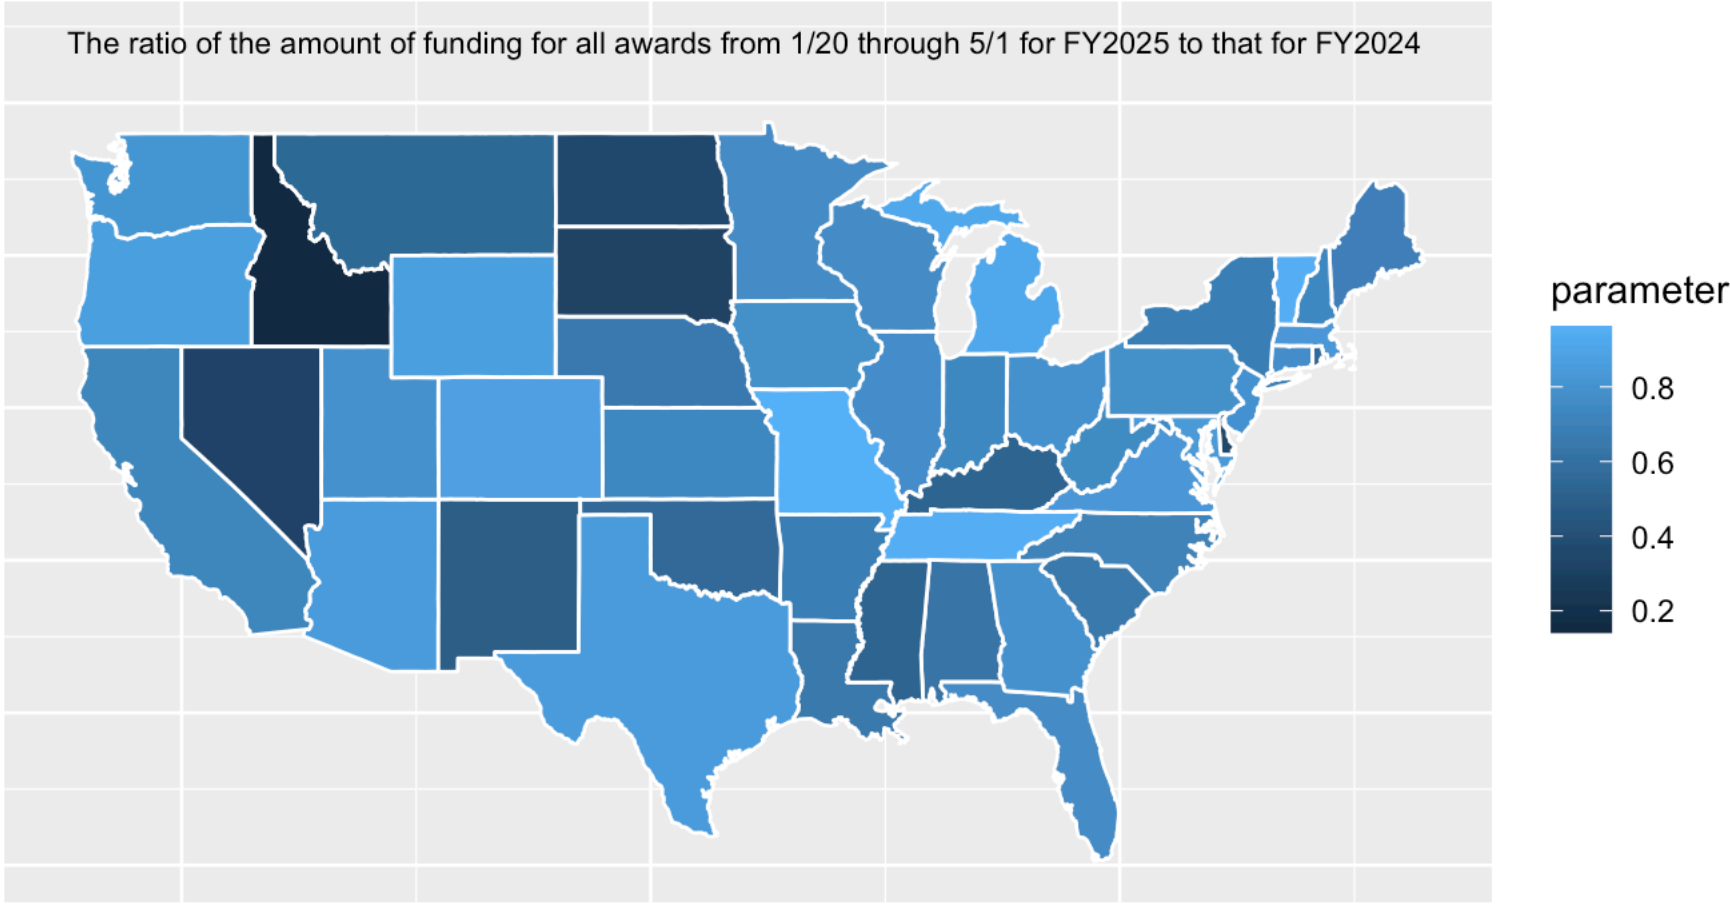 The ratio of the amount of funding for all awards from 1/20 through 5/1 for FY2025 to that for FY2024
parameter
0.8
0.6
0.4
0.2